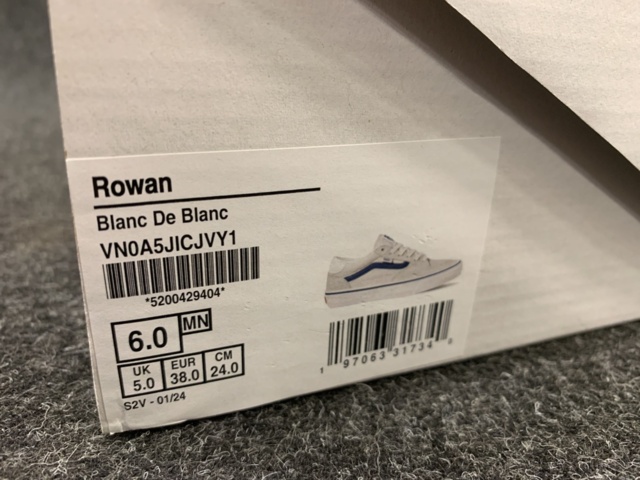 Rowan
Blanc De Blanc
VN0A5JICJVY1
*5200429404*
6.0 MN
UK EUR CM
5.0 38.0 24.0
S2V - 01/24
1 97063 31734